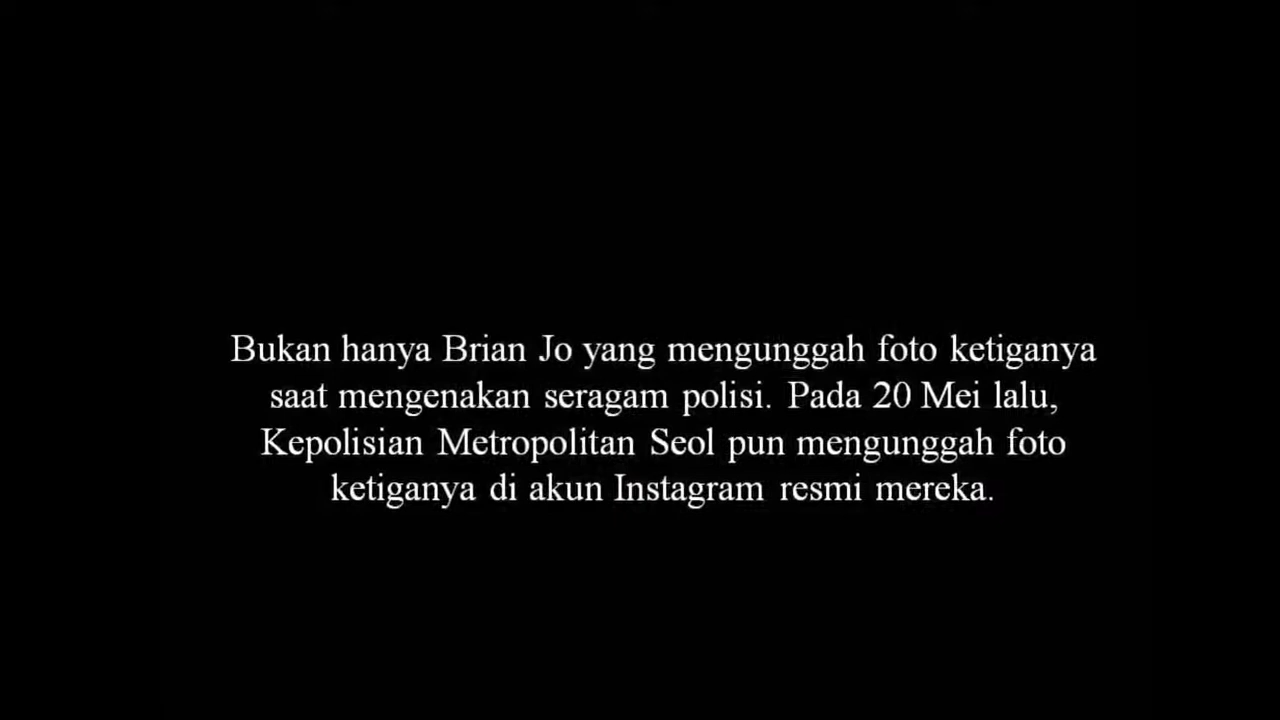 Bukan hanya Brian Jo yang mengunggah foto ketiganya
saat mengenakan seragam polisi. Pada 20 Mei lalu,
Kepolisian Metropolitan Seol pun mengunggah foto
ketiganya di akun Instagram resmi mereka.